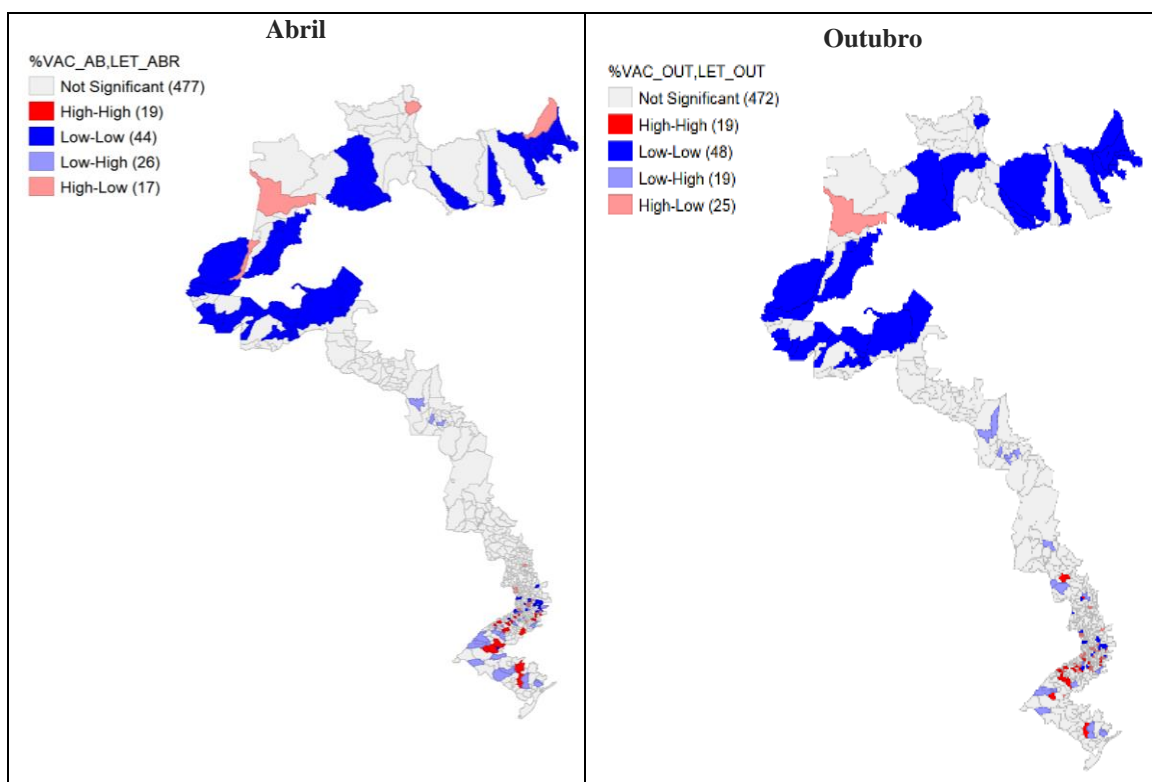 Abril
%VAC_AB,LET_ABR
Not Significant (477)
High-High (19)
Low-Low (44)
Low-High (26)
High-Low (17)
Outubro
%VAC_OUT,LET_OUT
Not Significant (472)
High-High (19)
Low-Low (48)
Low-High (19)
High-Low (25)